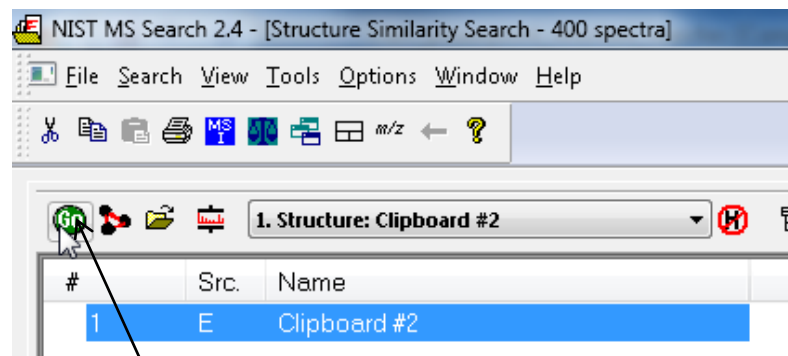 NIST MS Search 2.4 - [Structure Similarity Search - 400 spectra]
File Search View Tools Options Window Help
MS I m/z ?
GO 1. Structure: Clipboard #2 H
# Src. Name
1 E Clipboard #2